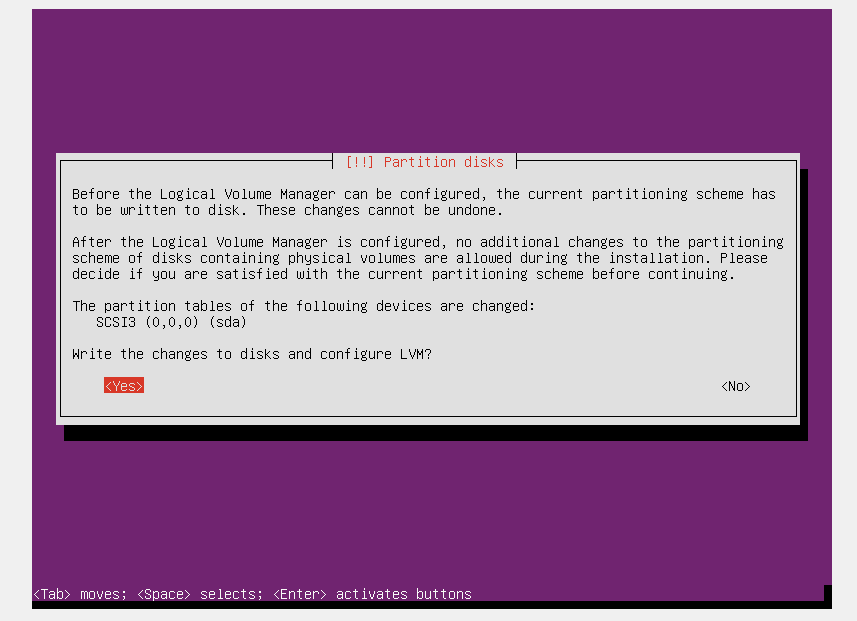 [!!] Partition disks
Before the Logical Volume Manager can be configured, the current partitioning scheme has
to be written to disk. These changes cannot be undone.
After the Logical Volume Manager is configured, no additional changes to the partitioning
scheme of disks containing physical volumes are allowed during the installation. Please
decide if you are satisfied with the current partitioning scheme before continuing.
The partition tables of the following devices are changed:
SCSI3 (0,0,0) (sda)
Write the changes to disks and configure LVM?
<Yes> <No>
<Tab> moves; <Space> selects; <Enter> activates buttons